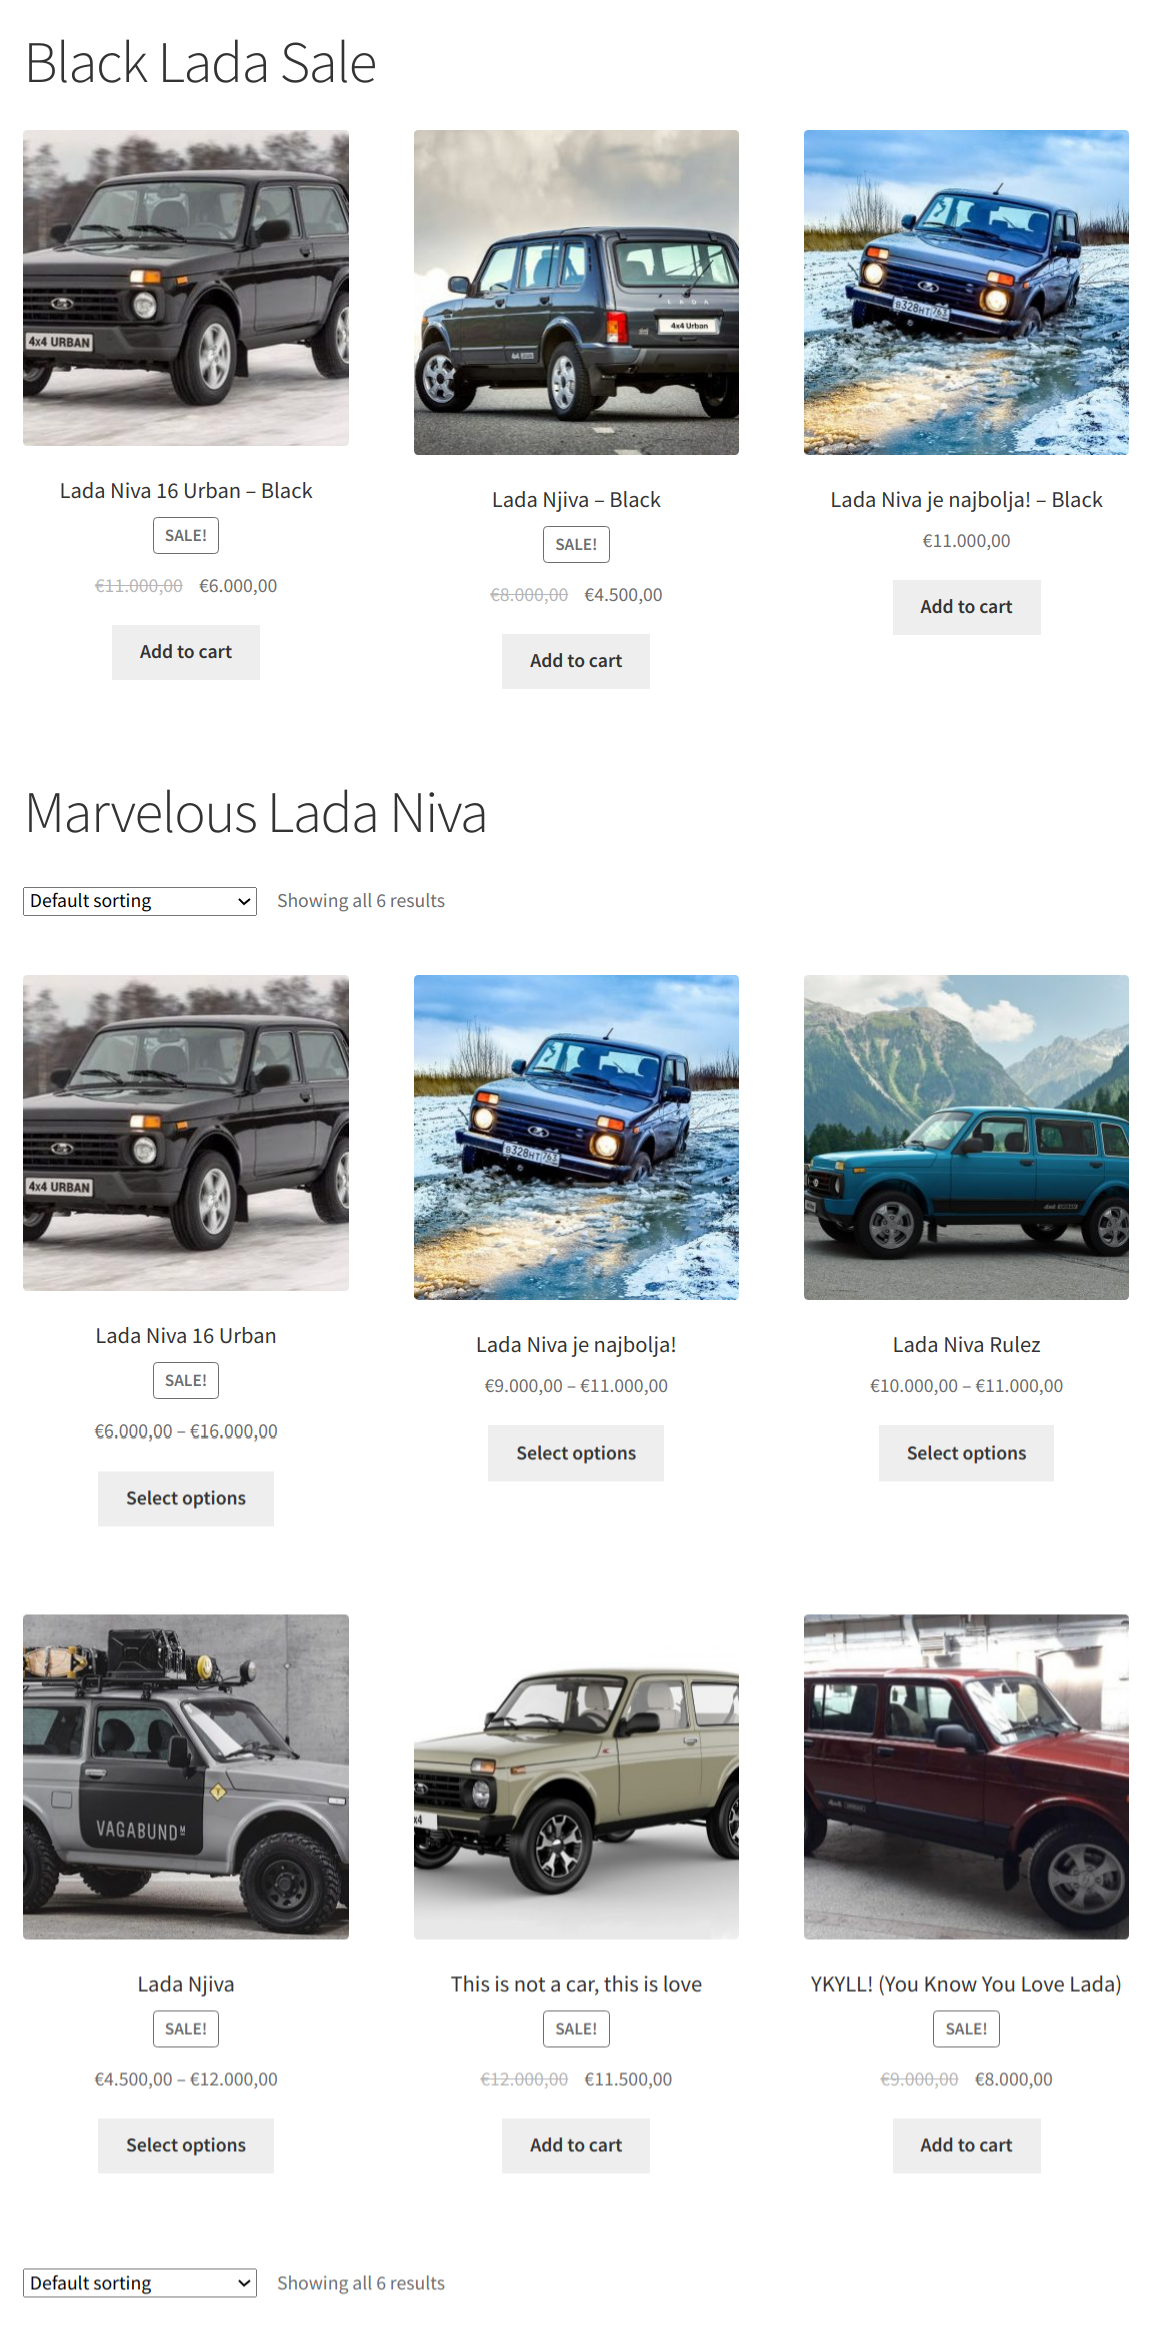 Black Lada Sale
4x4 URBAN
LADA
4x4 Urban
в328нт 763
Lada Niva 16 Urban – Black
SALE!
€11.000,00 €6.000,00
Add to cart
Lada Njiva – Black
SALE!
€8.000,00 €4.500,00
Add to cart
Lada Niva je najbolja! – Black
€11.000,00
Add to cart
Marvelous Lada Niva
Default sorting
Showing all 6 results
4x4 URBAN
в328нт 763
4x4 URBAN
Lada Niva 16 Urban
SALE!
€6.000,00 – €16.000,00
Select options
Lada Niva je najbolja!
€9.000,00 – €11.000,00
Select options
Lada Niva Rulez
€10.000,00 – €11.000,00
Select options
VAGABUND M
x4
Lada Njiva
SALE!
€4.500,00 – €12.000,00
Select options
This is not a car, this is love
SALE!
€12.000,00 €11.500,00
Add to cart
YKYLL! (You Know You Love Lada)
SALE!
€9.000,00 €8.000,00
Add to cart
Default sorting
Showing all 6 results